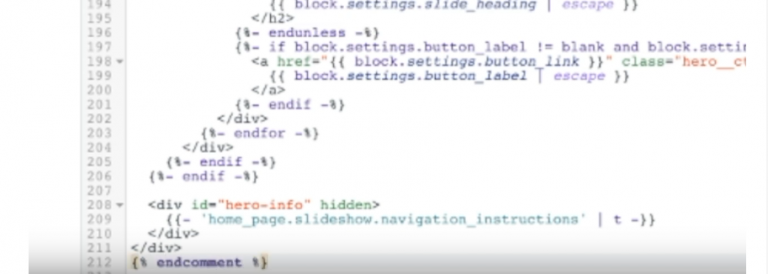 194 {{ block.settings.slide_heading | escape }}
195 </h2>
196 {%- endunless -%}
197 {%- if block.settings.button_label != blank and block.settin
198 <a href="{{ block.settings.button_link }}" class="hero__ct
199 {{ block.settings.button_label | escape }}
200 </a>
201 {%- endif -%}
202 </div>
203 {%- endfor -%}
204 </div>
205 {%- endif -%}
206 {%- endif -%}
207
208 <div id="hero-info" hidden>
209 {{- 'home_page.slideshow.navigation_instructions' | t -}}
210 </div>
211 </div>
212 {% endcomment %}